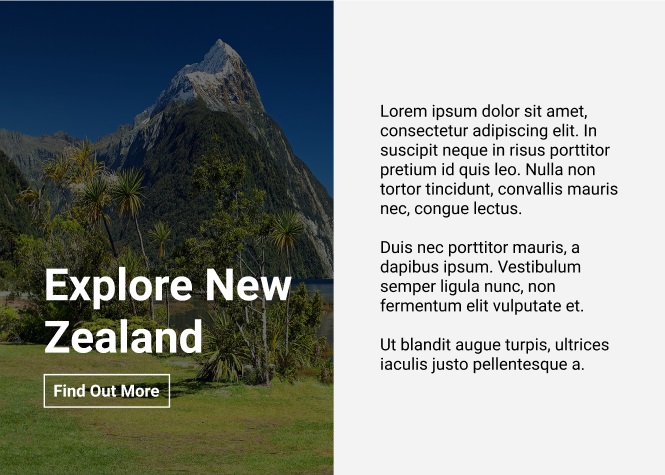 Explore New
Zealand
Find Out More
Lorem ipsum dolor sit amet,
consectetur adipiscing elit. In
suscipit neque in risus porttitor
pretium id quis leo. Nulla non
tortor tincidunt, convallis mauris
nec, congue lectus.
Duis nec porttitor mauris, a
dapibus ipsum. Vestibulum
semper ligula nunc, non
fermentum elit vulputate et.
Ut blandit augue turpis, ultrices
iaculis justo pellentesque a.